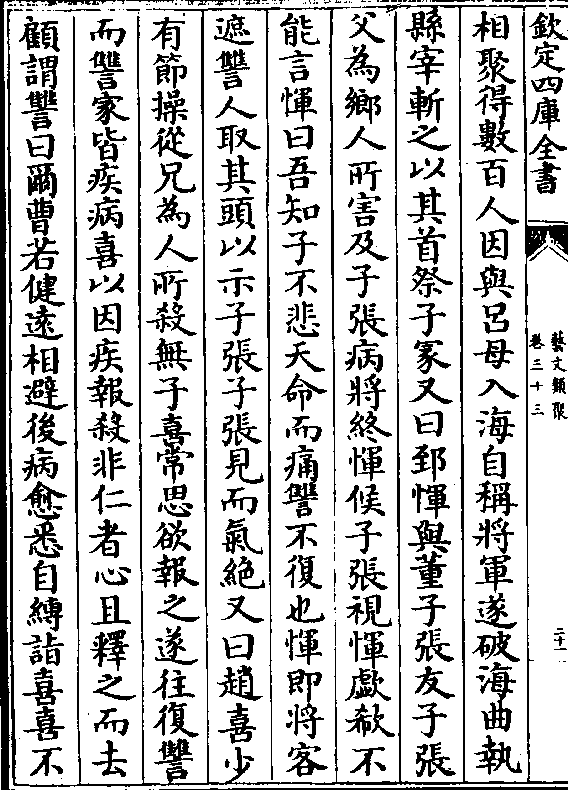 欽定四庫全書
藝文類聚
卷三十三
二十一
相聚得數百人因與呂母入海自稱將軍遂破海曲執
縣宰斬之以其首祭子冢又曰郅惲與董子張友子張
父為鄉人所害及子張病將終惲候子張視惲歔欷不
能言惲曰吾知子不悲天命而痛讐不復也惲即將客
遮讐人取其頭以示子張子張見而氣絶又曰趙喜少
有節操從兄為人所殺無子喜常思欲報之遂往復讐
而讐家皆疾病喜以因疾報殺非仁者心且釋之而去
顧謂讐曰爾曹若健逺相避後病愈悉自縛詣喜喜不